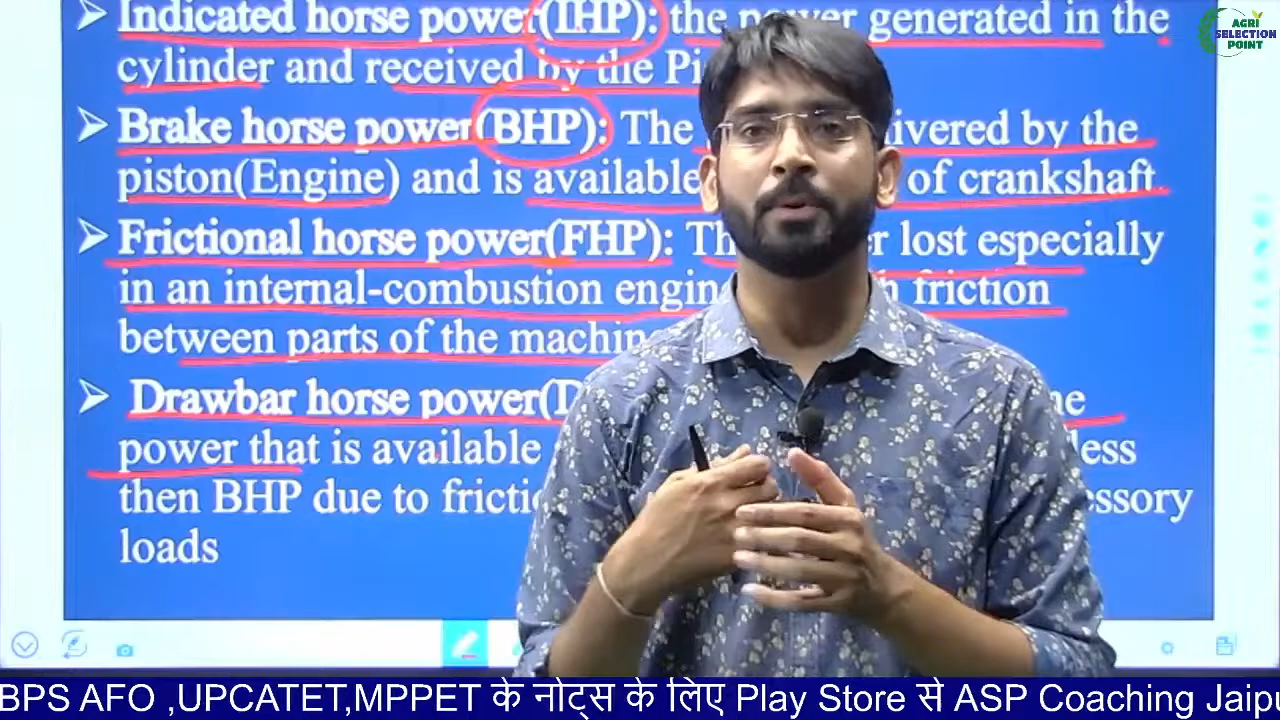 Indicated horse power(IHP): the power generated in the
cylinder and received by the Pi
Brake horse power(BHP): The ivered by the
piston(Engine) and is available of crankshaft
Frictional horse power(FHP): Th er lost especially
in an internal-combustion engin h friction
between parts of the machin
Drawbar horse power(D ne
power that is available less
then BHP due to frictio essory
loads
AGRI
SELECTION
POINT
BPS AFO ,UPCATET,MPPET के नोट्स के लिए Play Store से ASP Coaching Jaipu